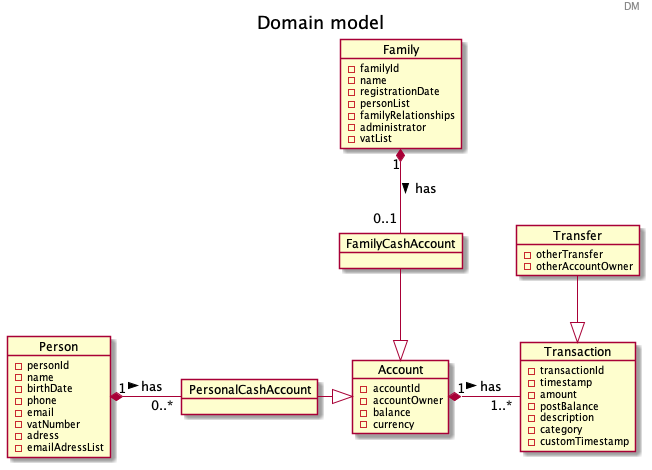 DM
Domain model
Family
familyId
name
registrationDate
personList
familyRelationships
administrator
vatList
1
has
0..1
FamilyCashAccount
Transfer
otherTransfer
otherAccountOwner
Person
personId
name
birthDate
phone
email
vatNumber
adress
emailAdressList
1
has
0..*
PersonalCashAccount
Account
accountId
accountOwner
balance
currency
1
has
1..*
Transaction
transactionId
timestamp
amount
postBalance
description
category
customTimestamp